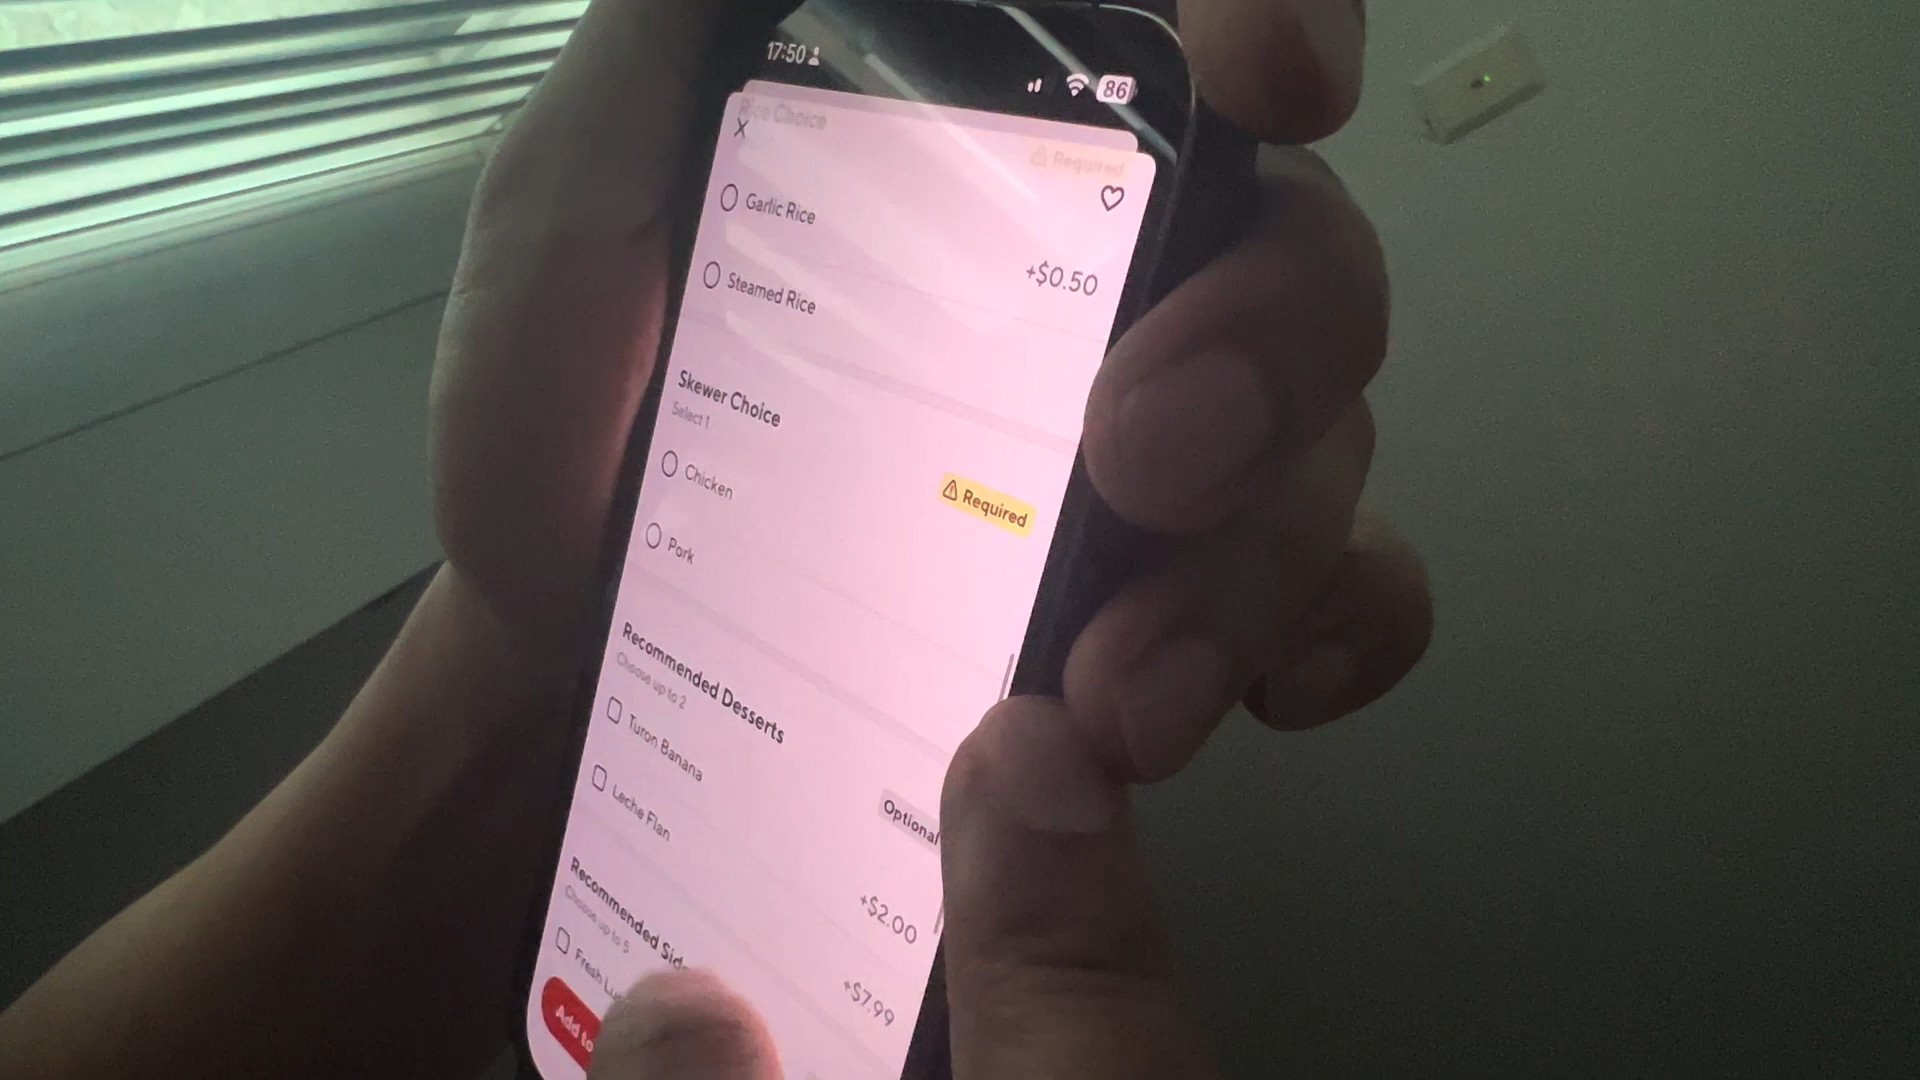 17:50
86
Rice Choice
Required
Garlic Rice
+$0.50
Steamed Rice
Skewer Choice
Select 1
Required
Chicken
Pork
Recommended Desserts
Choose up to 2
Optional
Turon Banana
+$2.00
Leche Flan
+$7.99
Recommended
Choose up to 5
Fresh
Add to